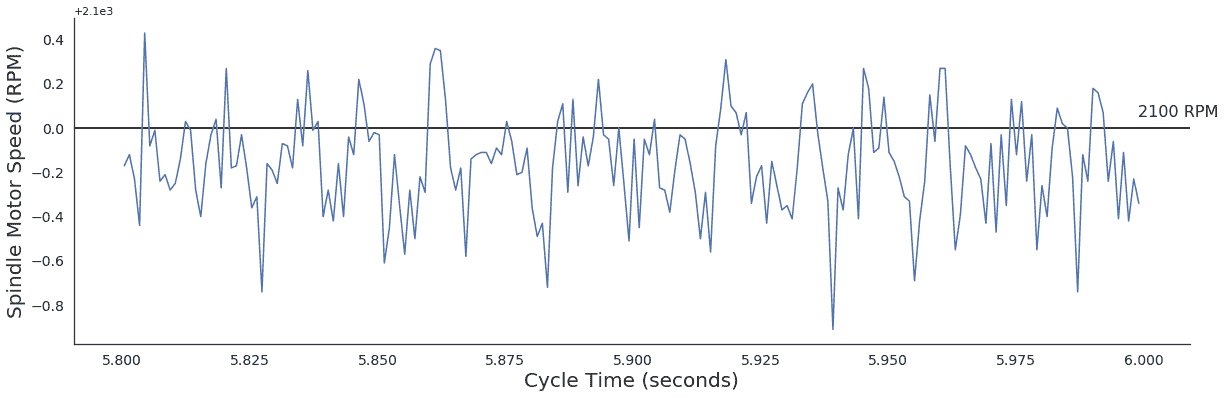 +2.1e3
Spindle Motor Speed (RPM)
0.4
0.2
0.0
−0.2
−0.4
−0.6
−0.8
2100 RPM
5.800 5.825 5.850 5.875 5.900 5.925 5.950 5.975 6.000
Cycle Time (seconds)